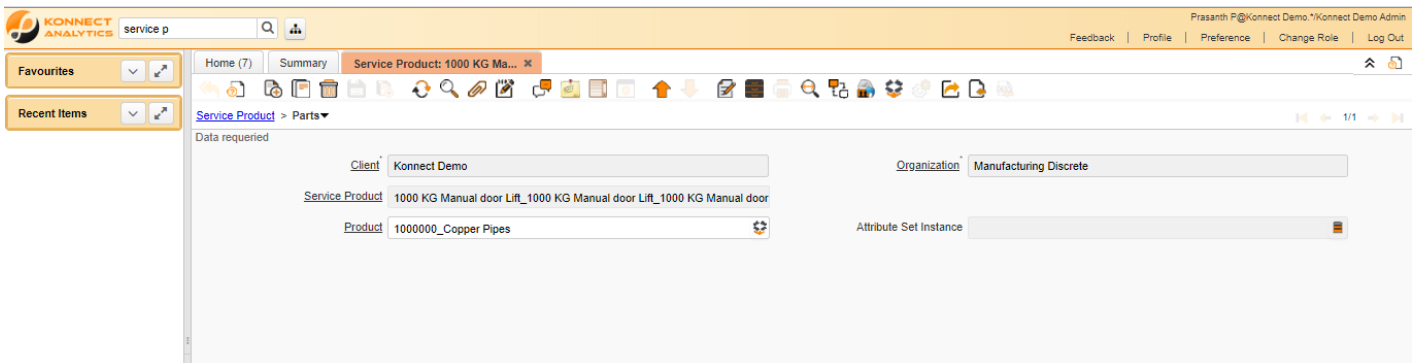 Prasanth P@Konnect Demo.*/Konnect Demo Admin
KONNECT
ANALYTICS
service p
Feedback | Profile | Preference | Change Role | Log Out
Favourites
Home (7) Summary Service Product: 1000 KG Ma...
Recent Items
Service Product > Parts
1/1
Data requeried
Client* Konnect Demo Organization* Manufacturing Discrete
Service Product 1000 KG Manual door Lift_1000 KG Manual door Lift_1000 KG Manual door
Product 1000000_Copper Pipes Attribute Set Instance